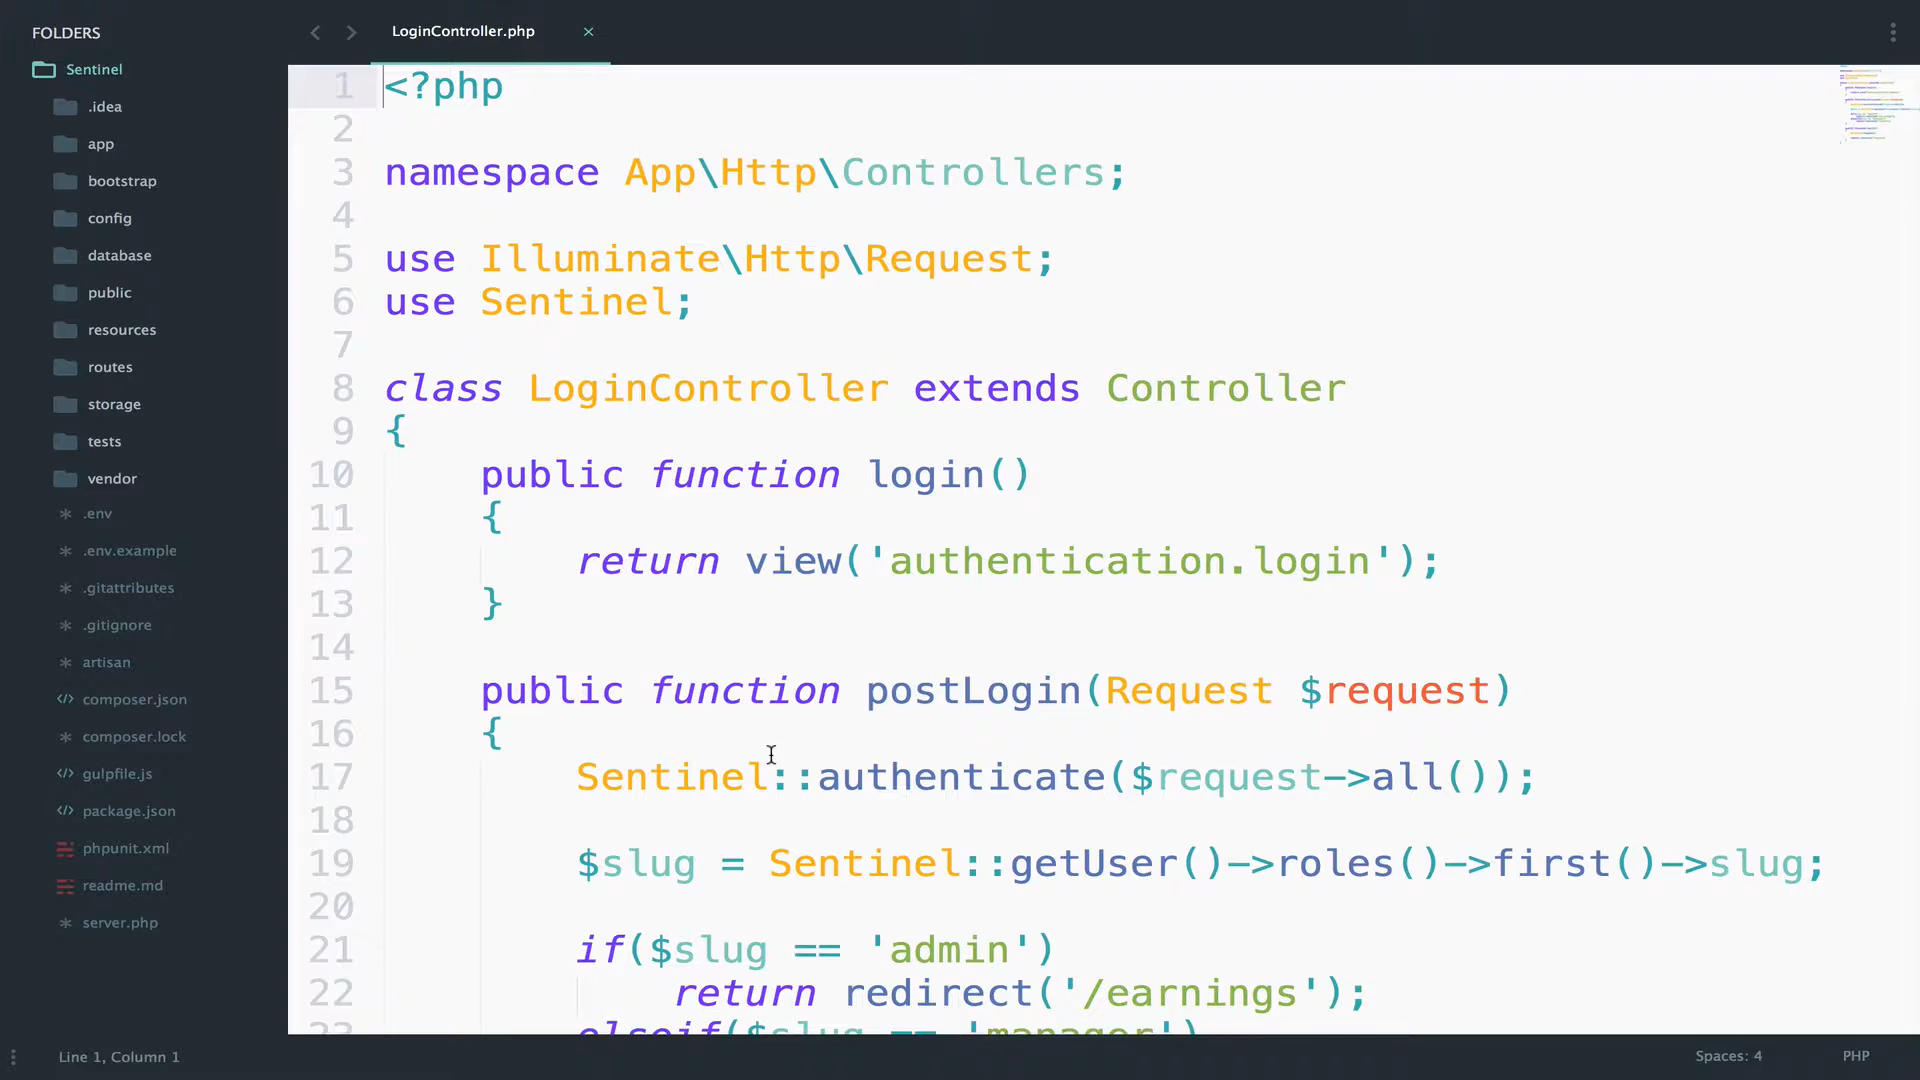 FOLDERS
Sentinel
.idea
app
bootstrap
config
database
public
resources
routes
storage
tests
vendor
.env
.env.example
.gitattributes
.gitignore
artisan
composer.json
composer.lock
gulpfile.js
package.json
phpunit.xml
readme.md
server.php
LoginController.php
1 <?php
2
3 namespace App\Http\Controllers;
4
5 use Illuminate\Http\Request;
6 use Sentinel;
7
8 class LoginController extends Controller
9 {
10 public function login()
11 {
12 return view('authentication.login');
13 }
14
15 public function postLogin(Request $request)
16 {
17 Sentinel::authenticate($request->all());
18
19 $slug = Sentinel::getUser()->roles()->first()->slug;
20
21 if($slug == 'admin')
22 return redirect('/earnings');
23 elseif($slug == 'manager')
Line 1, Column 1
Spaces: 4
PHP